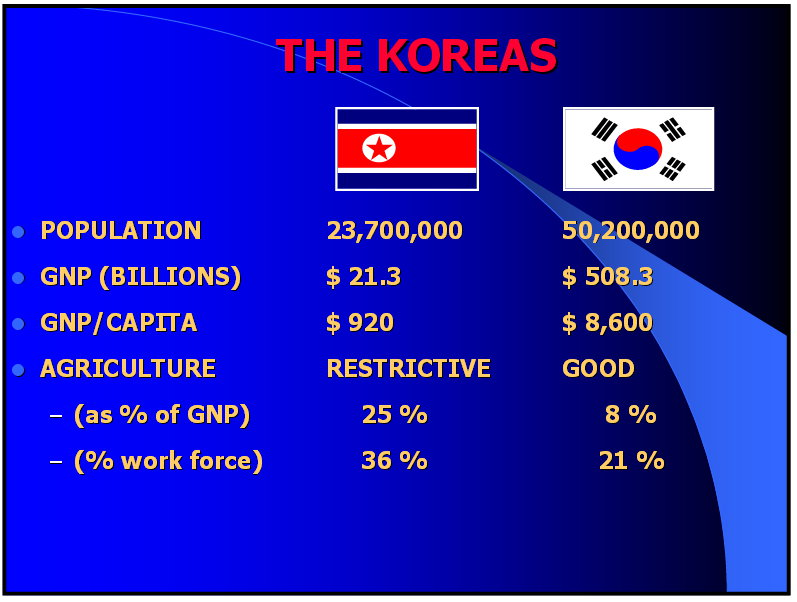 THE KOREAS
POPULATION 23,700,000 50,200,000
GNP (BILLIONS) $ 21.3 $ 508.3
GNP/CAPITA $ 920 $ 8,600
AGRICULTURE RESTRICTIVE GOOD
– (as % of GNP) 25 % 8 %
– (% work force) 36 % 21 %